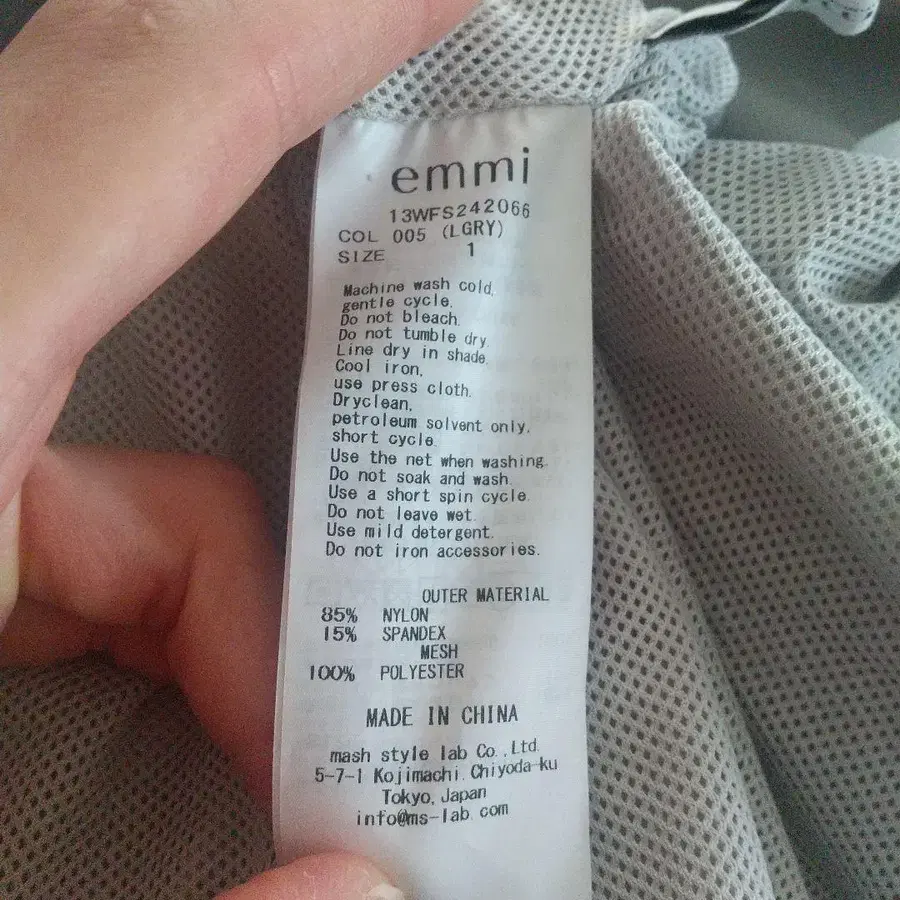 emmi
13WFS242066
COL 005 (LGRY)
SIZE 1
Machine wash cold,
gentle cycle.
Do not bleach.
Do not tumble dry.
Line dry in shade.
Cool iron,
use press cloth.
Dryclean,
petroleum solvent only,
short cycle.
Use the net when washing.
Do not soak and wash.
Use a short spin cycle.
Do not leave wet.
Use mild detergent.
Do not iron accessories.
OUTER MATERIAL
85% NYLON
15% SPANDEX
MESH
100% POLYESTER
MADE IN CHINA
mash style lab Co.,Ltd.
5-7-1 Kojimachi,Chiyoda-ku
Tokyo,Japan
info@ms-lab.com